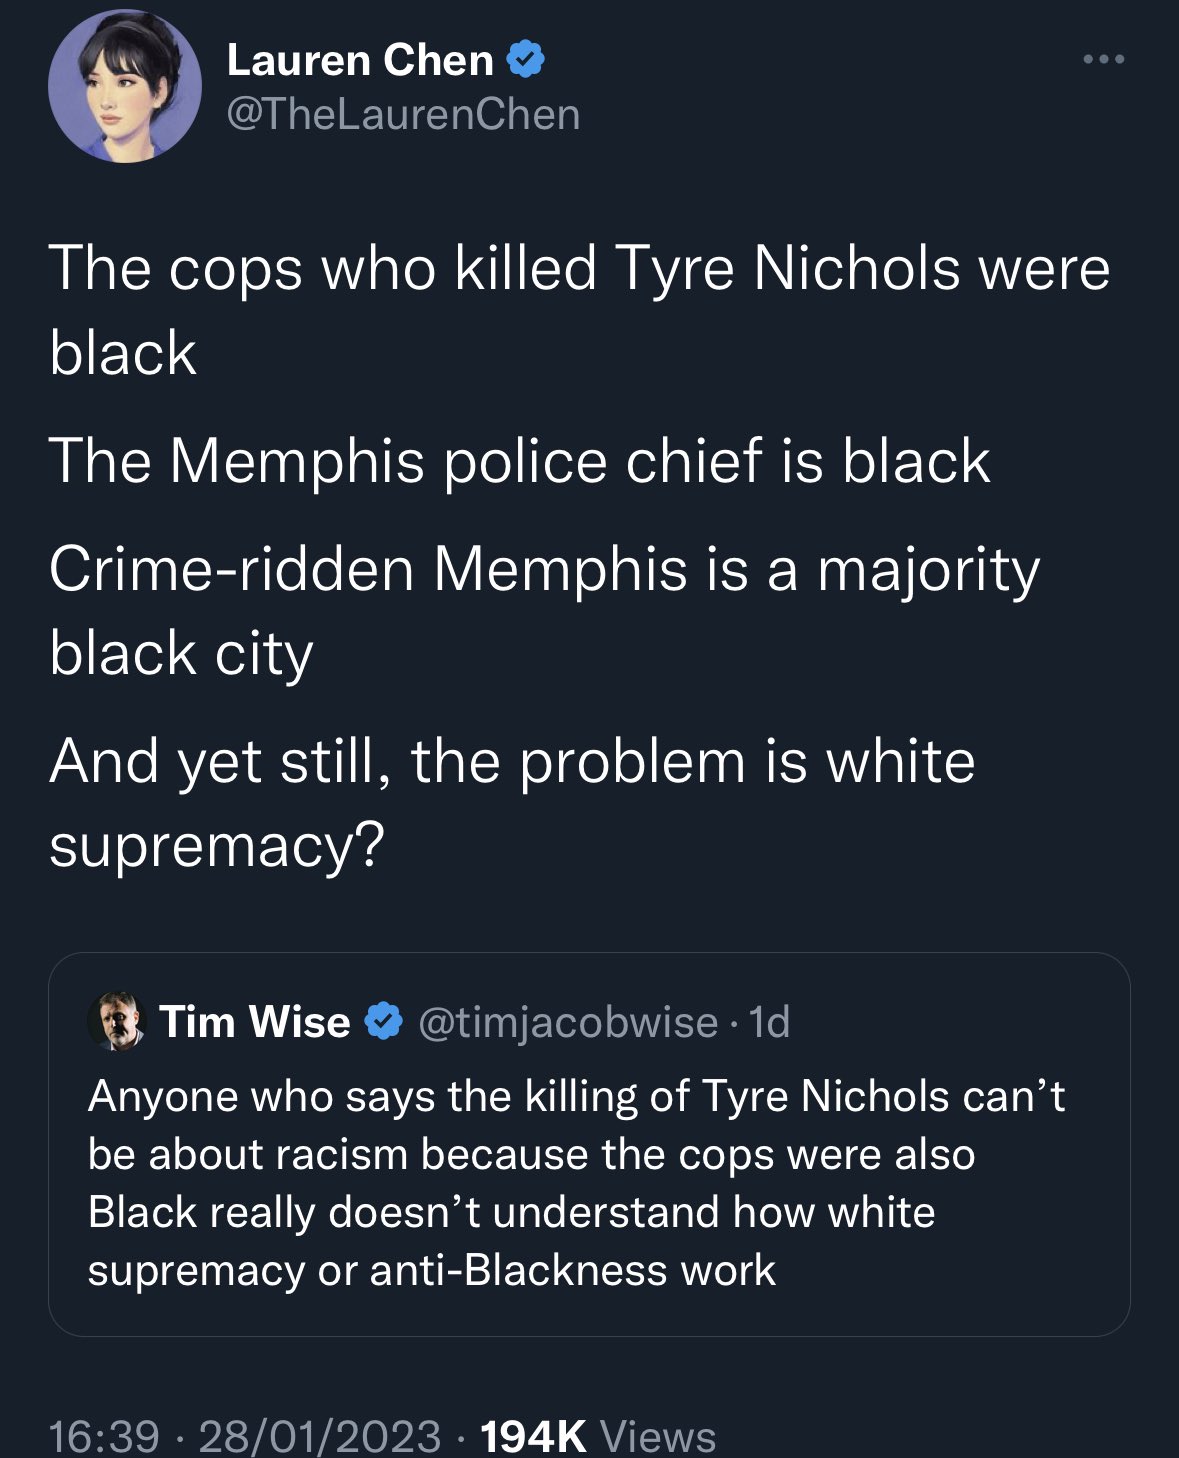 Lauren Chen
@TheLaurenChen
The cops who killed Tyre Nichols were
black
The Memphis police chief is black
Crime-ridden Memphis is a majority
black city
And yet still, the problem is white
supremacy?
Tim Wise @timjacobwise · 1d
Anyone who says the killing of Tyre Nichols can’t
be about racism because the cops were also
Black really doesn’t understand how white
supremacy or anti-Blackness work
16:39 · 28/01/2023 · 194K Views